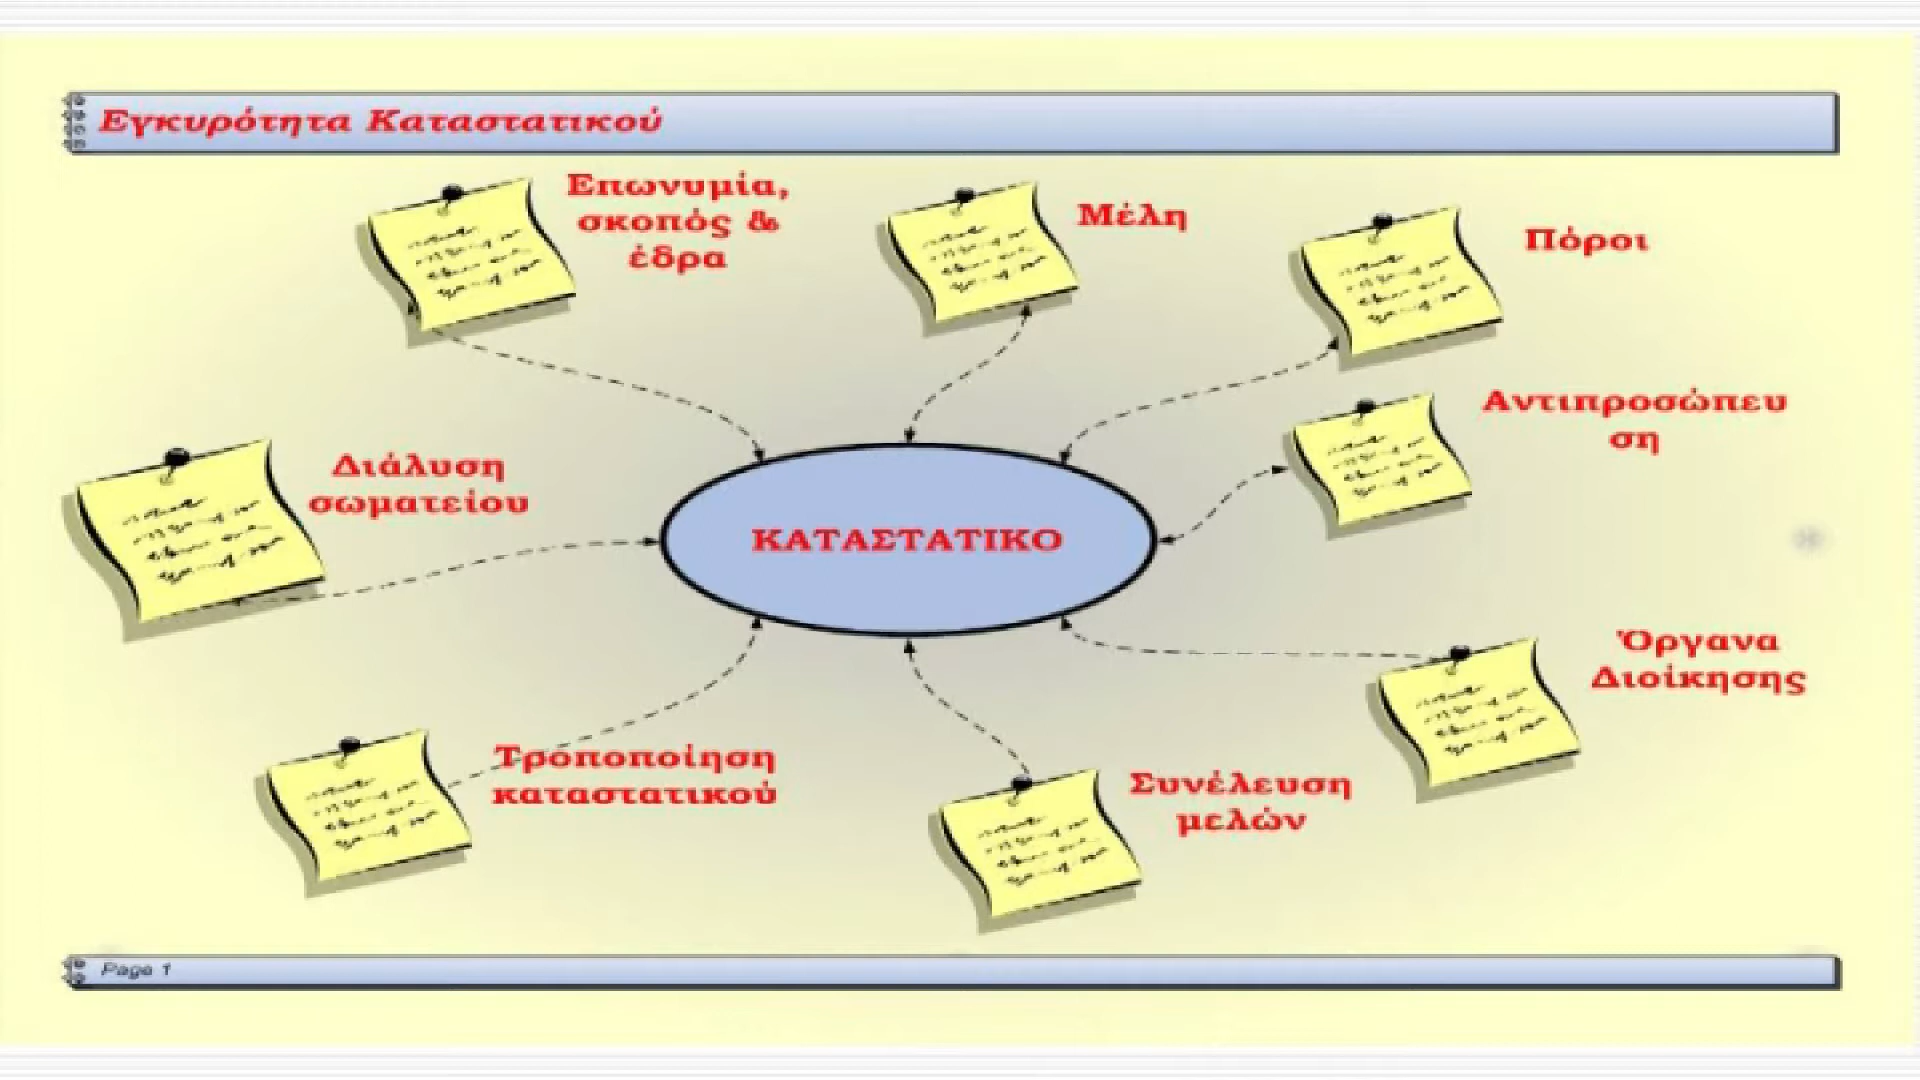 Εγκυρότητα Καταστατικού
Επωνυμία,
σκοπός &
έδρα
Μέλη
Πόροι
Αντιπροσώπευ
ση
Διάλυση
σωματείου
ΚΑΤΑΣΤΑΤΙΚΟ
Όργανα
Διοίκησης
Τροποποίηση
καταστατικού
Συνέλευση
μελών
Page 1